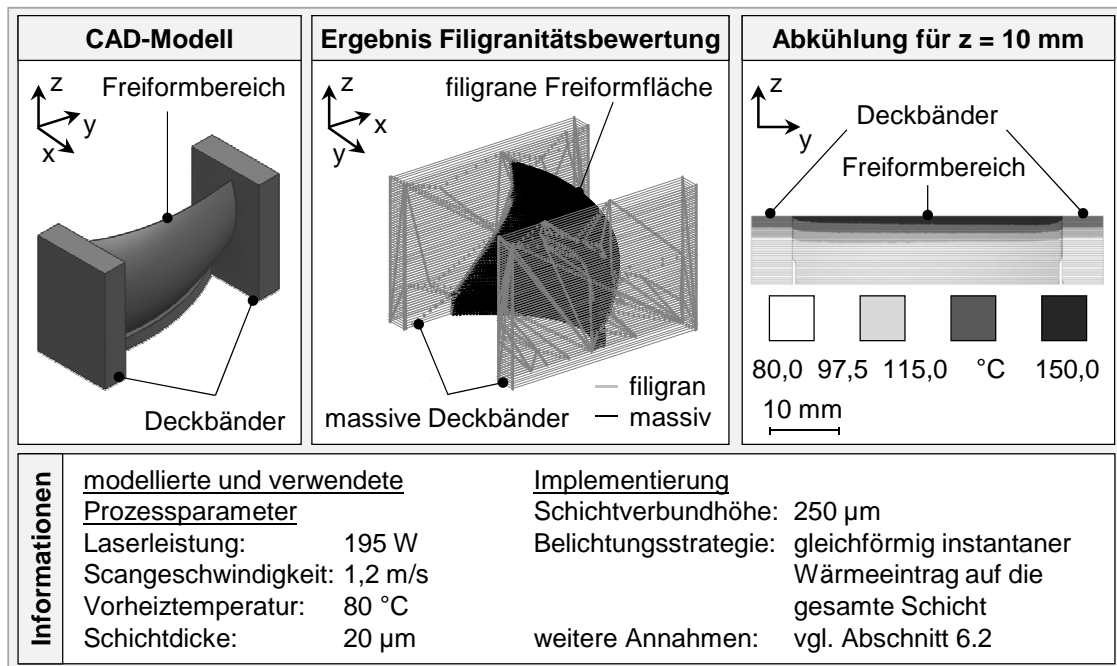 CAD-Modell
z
y
x
Freiformbereich
Deckbänder
Ergebnis Filigranitätsbewertung
z
x
y
filigrane Freiformfläche
massive Deckbänder
filigran
massiv
Abkühlung für z = 10 mm
z
y
Deckbänder
Freiformbereich
80,0 97,5 115,0 °C 150,0
10 mm
Informationen
modellierte und verwendete
Prozessparameter
Laserleistung: 195 W
Scangeschwindigkeit: 1,2 m/s
Vorheiztemperatur: 80 °C
Schichtdicke: 20 µm
Implementierung
Schichtverbundhöhe: 250 µm
Belichtungsstrategie: gleichförmig instantaner
Wärmeeintrag auf die
gesamte Schicht
weitere Annahmen: vgl. Abschnitt 6.2